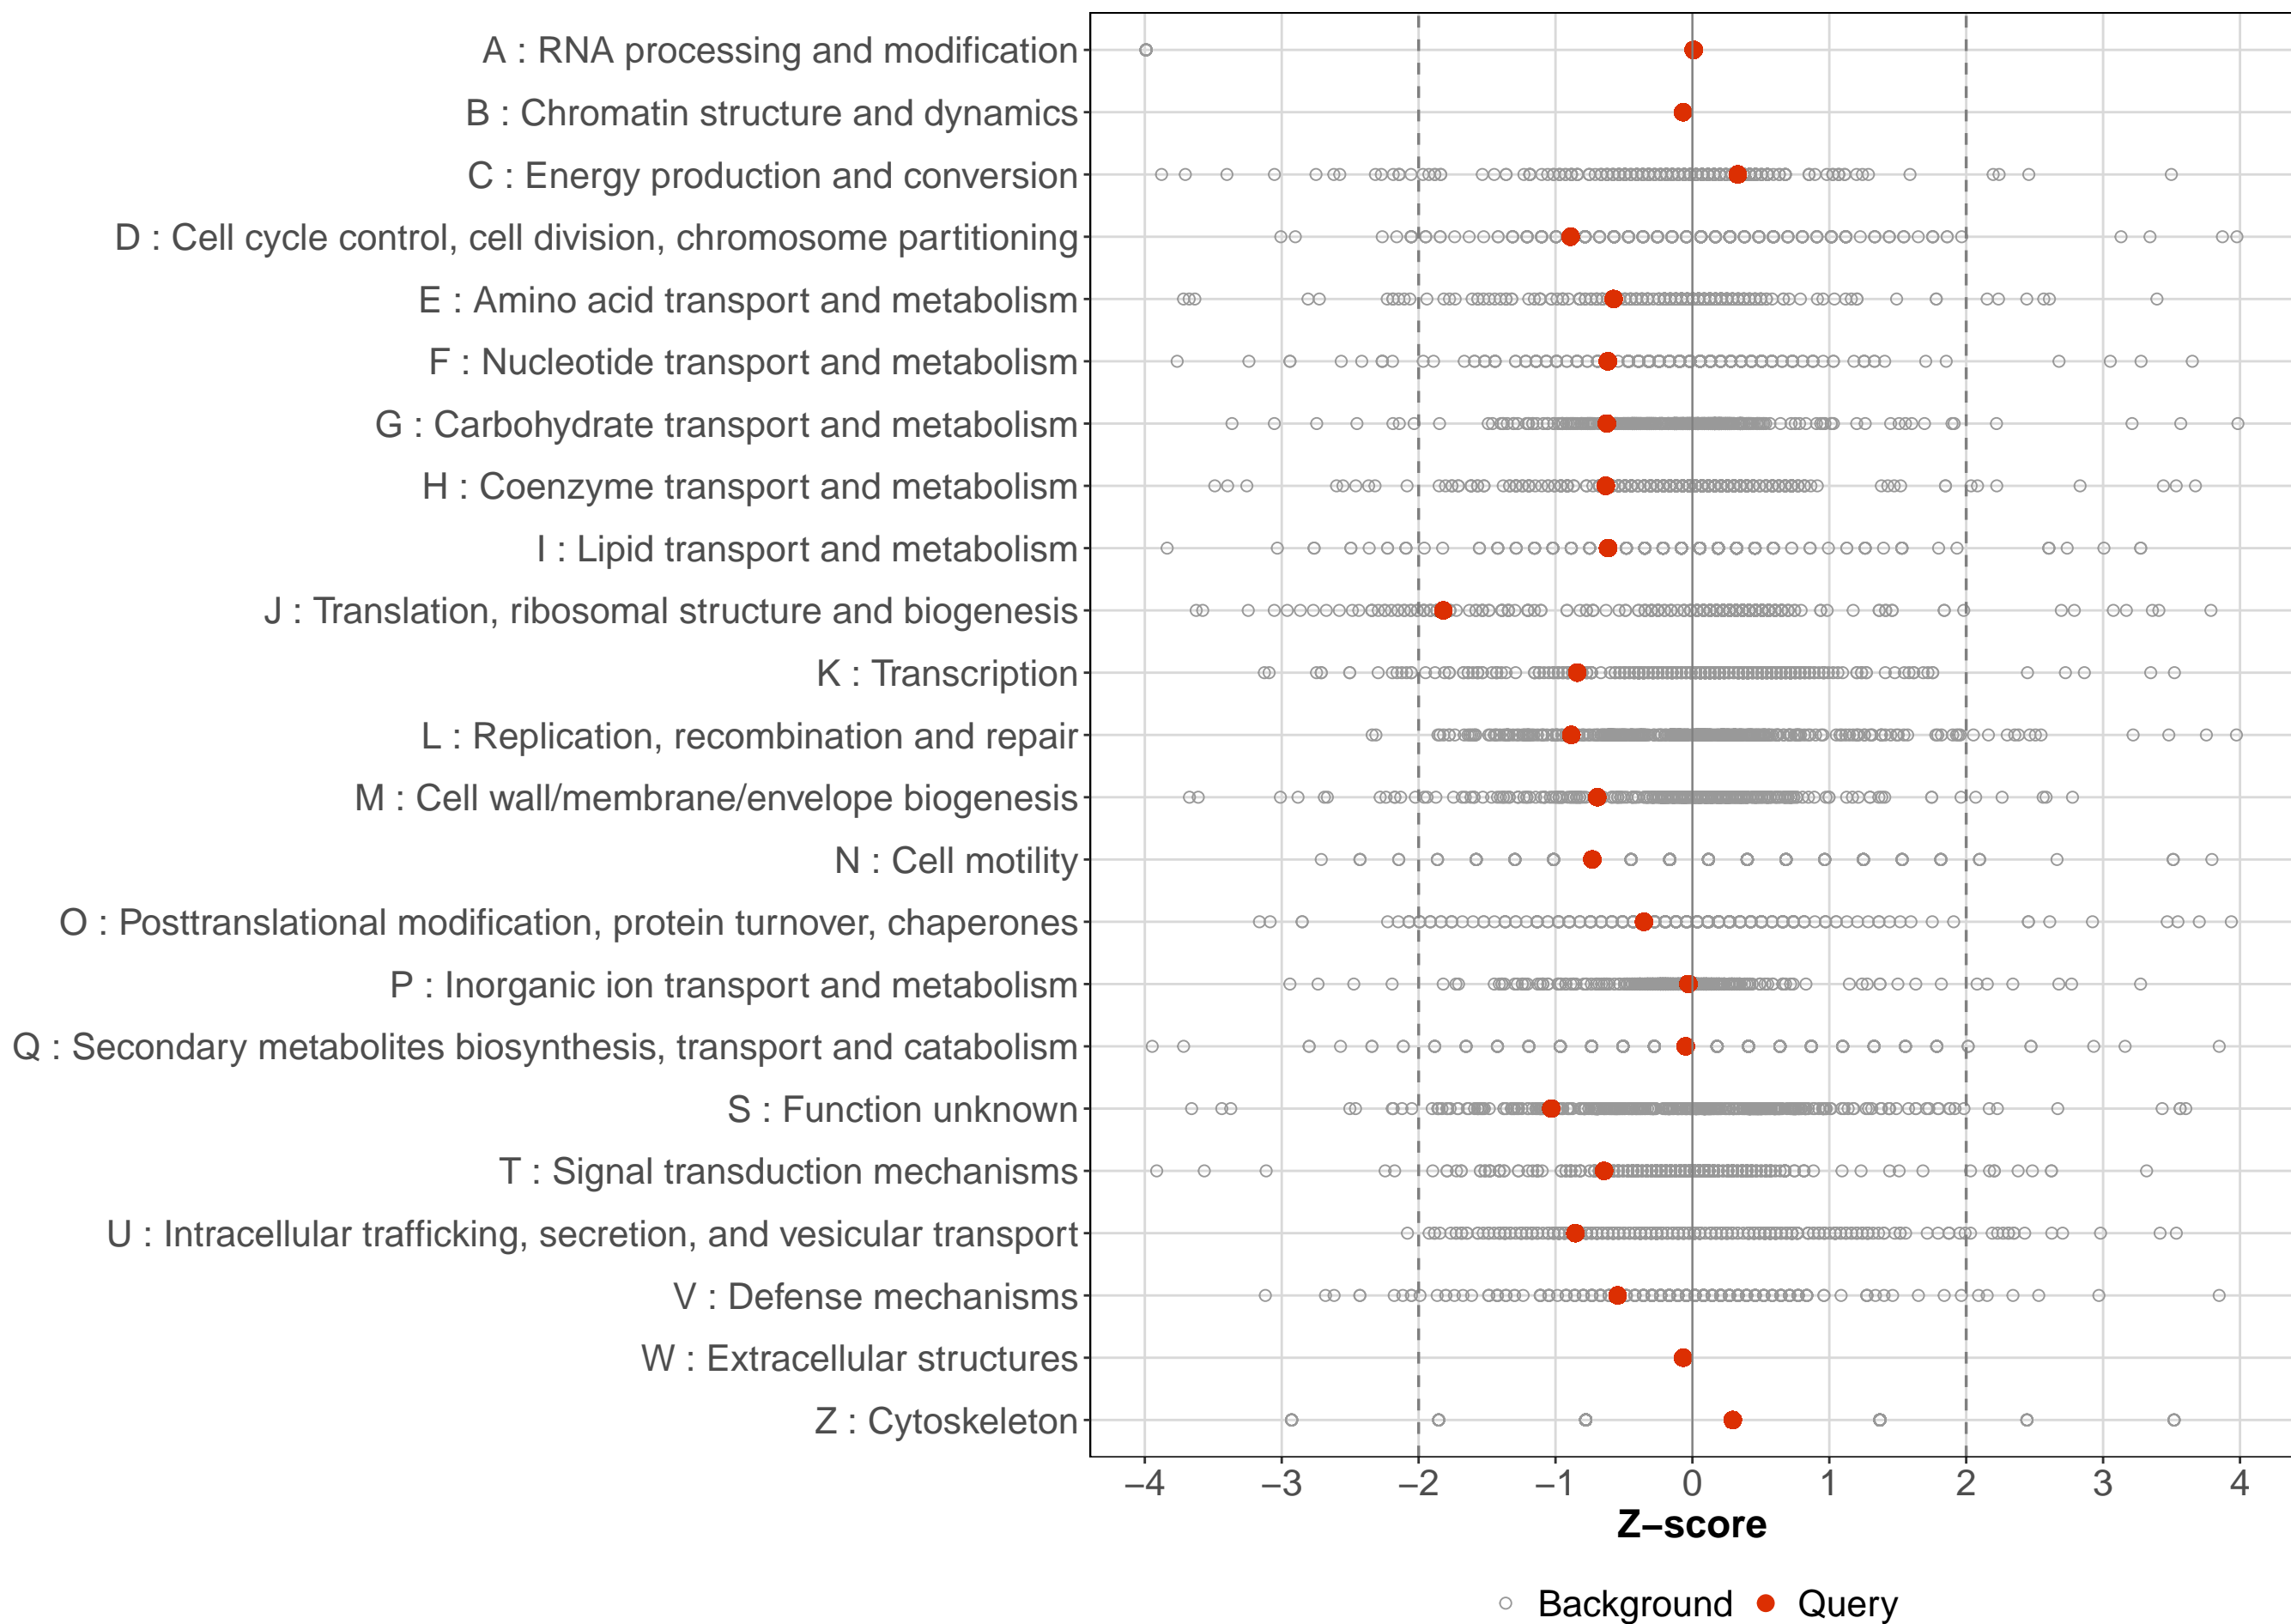 A : RNA processing and modification
B : Chromatin structure and dynamics
C : Energy production and conversion
D : Cell cycle control, cell division, chromosome partitioning
E : Amino acid transport and metabolism
F : Nucleotide transport and metabolism
G : Carbohydrate transport and metabolism
H : Coenzyme transport and metabolism
I : Lipid transport and metabolism
J : Translation, ribosomal structure and biogenesis
K : Transcription
L : Replication, recombination and repair
M : Cell wall/membrane/envelope biogenesis
N : Cell motility
O : Posttranslational modification, protein turnover, chaperones
P : Inorganic ion transport and metabolism
Q : Secondary metabolites biosynthesis, transport and catabolism
S : Function unknown
T : Signal transduction mechanisms
U : Intracellular trafficking, secretion, and vesicular transport
V : Defense mechanisms
W : Extracellular structures
Z : Cytoskeleton
−4 −3 −2 −1 0 1 2 3 4
Z−score
Background Query